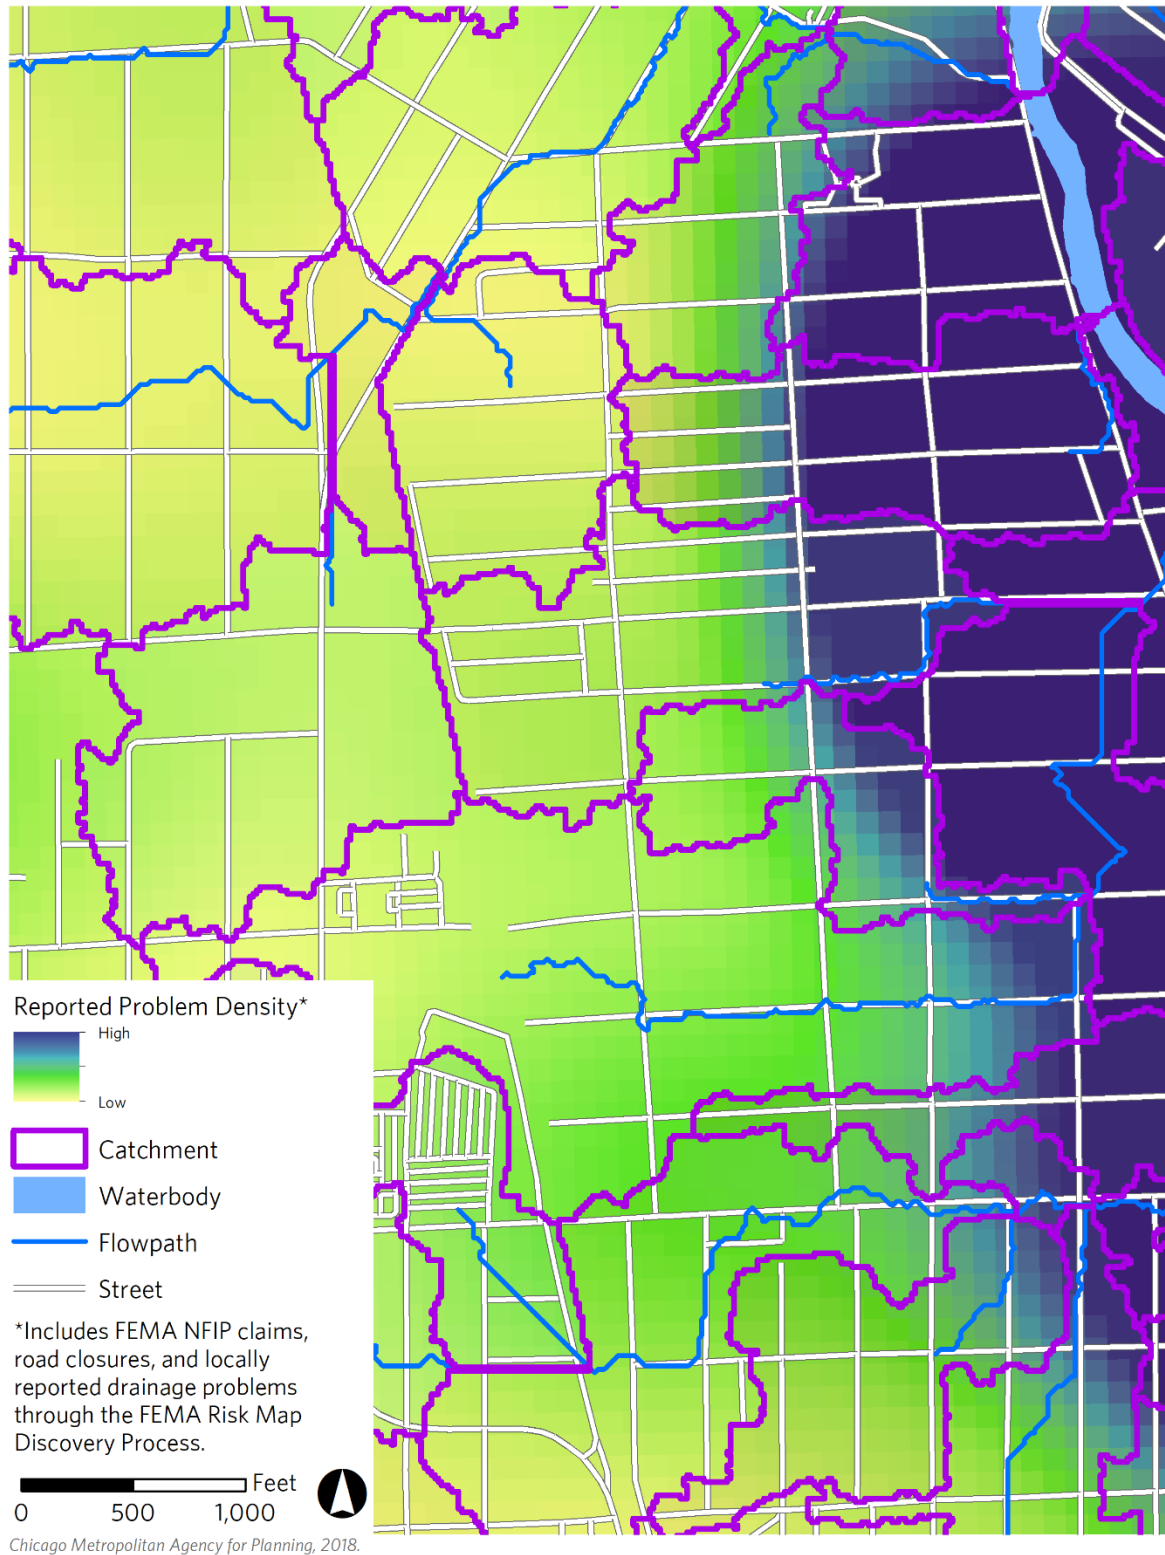 Reported Problem Density*
High
Low
Catchment
Waterbody
Flowpath
Street
*Includes FEMA NFIP claims,
road closures, and locally
reported drainage problems
through the FEMA Risk Map
Discovery Process.
Feet
0 500 1,000
Chicago Metropolitan Agency for Planning, 2018.